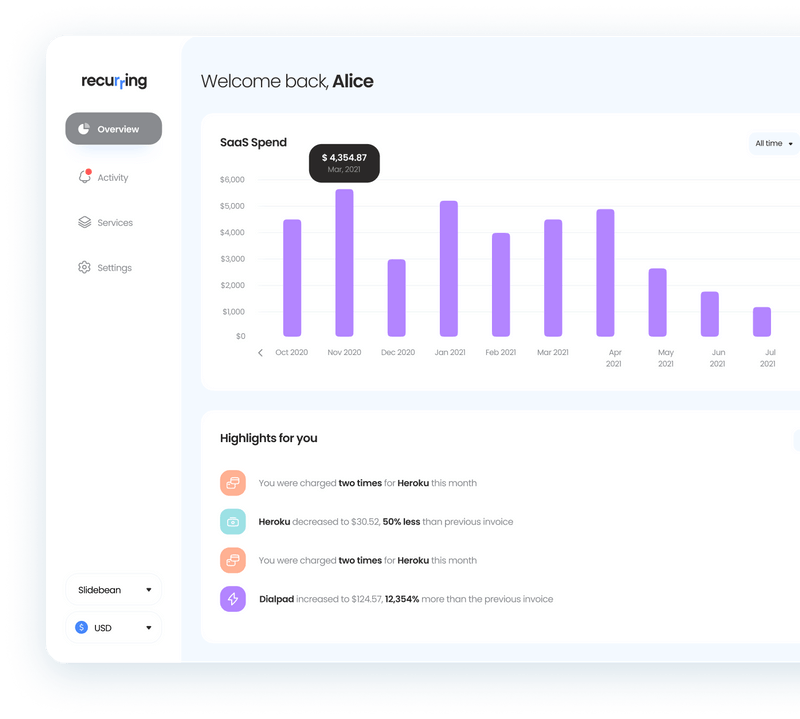 recurring
Overview
Activity
Services
Settings
Slidebean
USD
Welcome back, Alice
SaaS Spend
All time
$ 4,354.87
Mar, 2021
$6,000
$5,000
$4,000
$3,000
$2,000
$1,000
$0
Oct 2020 Nov 2020 Dec 2020 Jan 2021 Feb 2021 Mar 2021 Apr 2021 May 2021 Jun 2021 Jul 2021
Highlights for you
You were charged two times for Heroku this month
Heroku decreased to $30.52, 50% less than previous invoice
You were charged two times for Heroku this month
Dialpad increased to $124.57, 12,354% more than the previous invoice